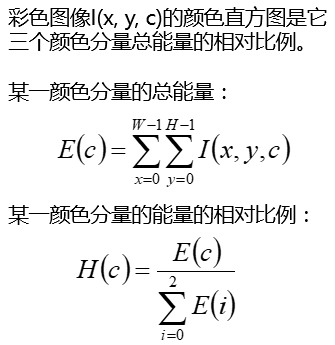 彩色图像I(x, y, c)的颜色直方图是它
三个颜色分量总能量的相对比例。
某一颜色分量的总能量：
E(c)=∑_{x=0}^{W−1}∑_{y=0}^{H−1}I(x,y,c)
某一颜色分量的能量的相对比例：
H(c)=E(c)/∑_{i=0}^{2}E(i)